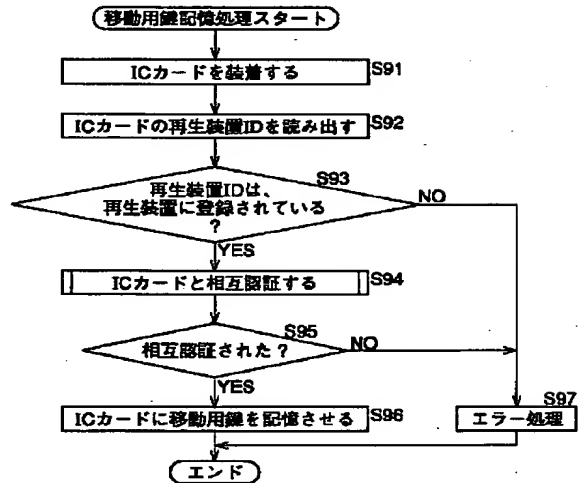 移動用鍵記憶処理スタート
ICカードを装着する S91
ICカードの再生装置IDを読み出す S92
S93
再生装置IDは、
再生装置に登録されている
?
NO
YES
ICカードと相互認証する S94
S95
相互認証された?
NO
YES
ICカードに移動用鍵を記憶させる S96
S97
エラー処理
エンド